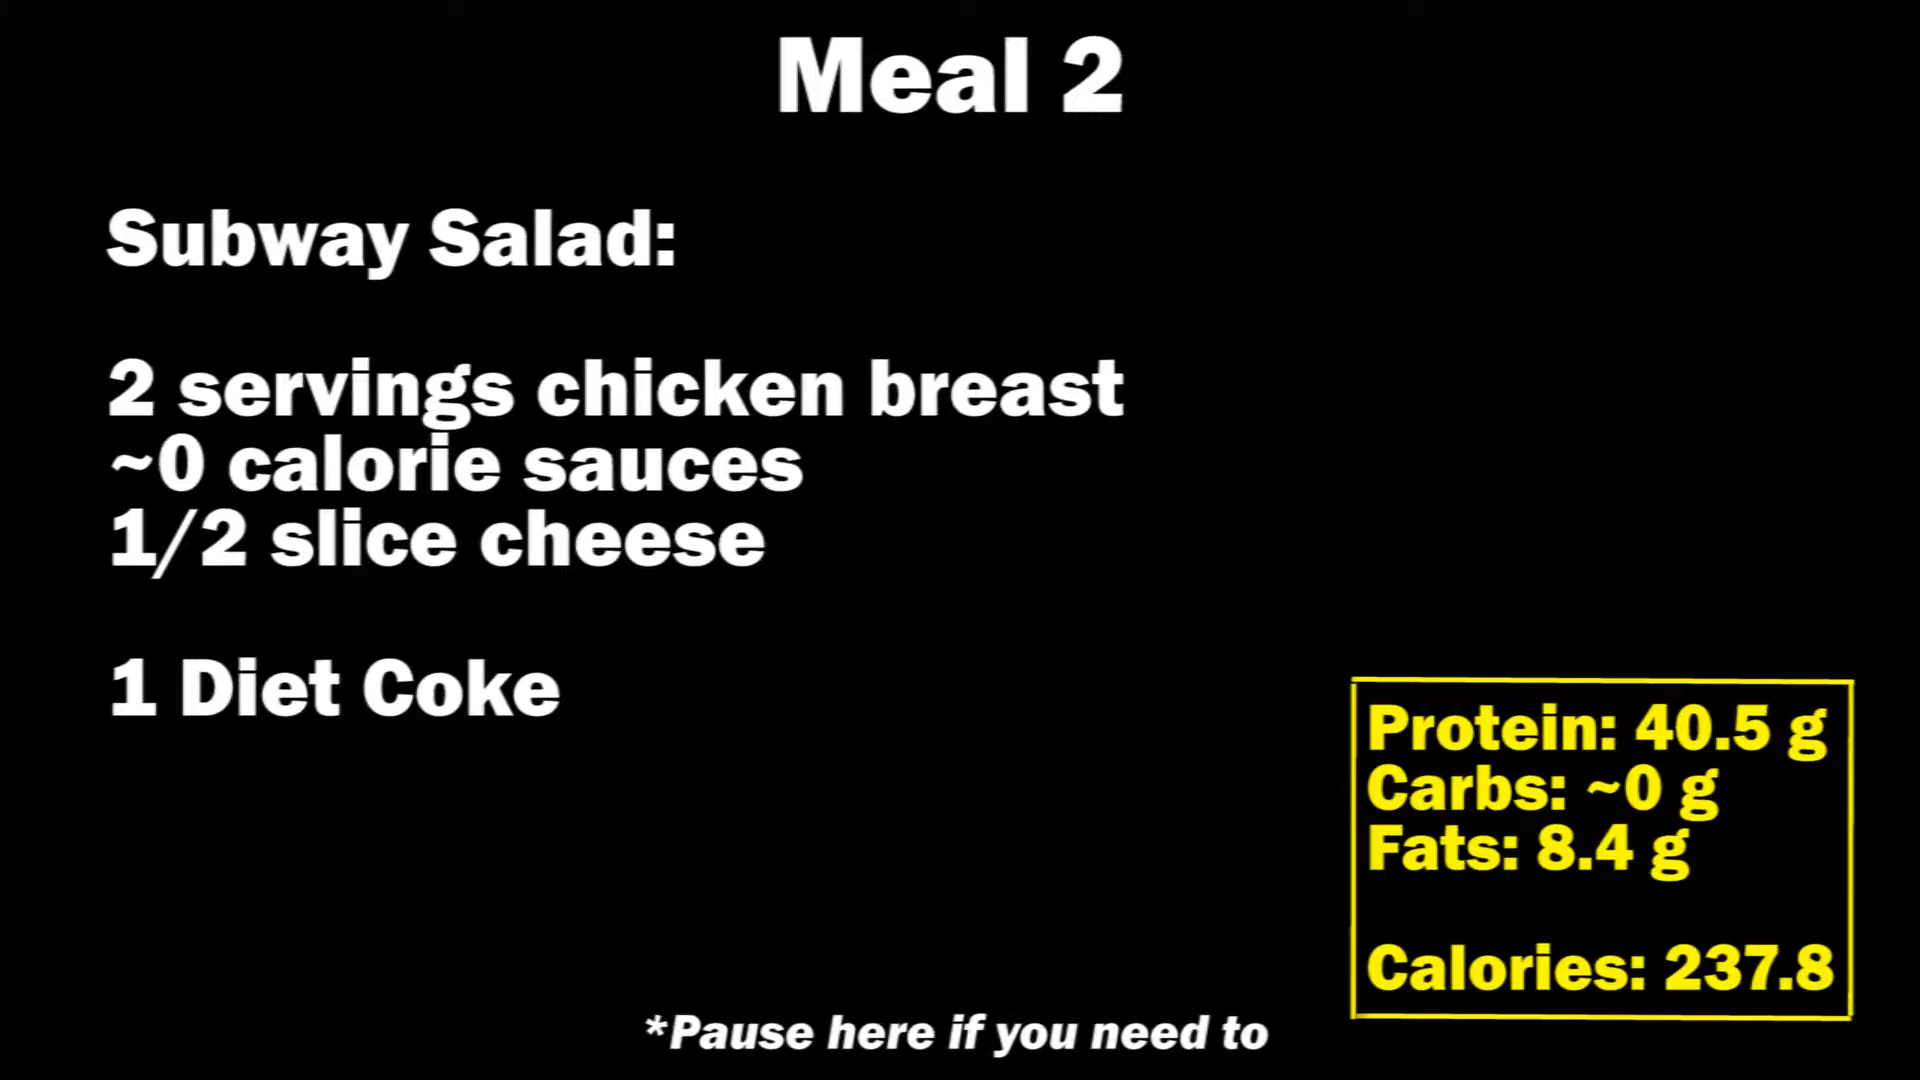 Meal 2
Subway Salad:
2 servings chicken breast
~0 calorie sauces
1/2 slice cheese
1 Diet Coke
Protein: 40.5 g
Carbs: ~0 g
Fats: 8.4 g
Calories: 237.8
*Pause here if you need to